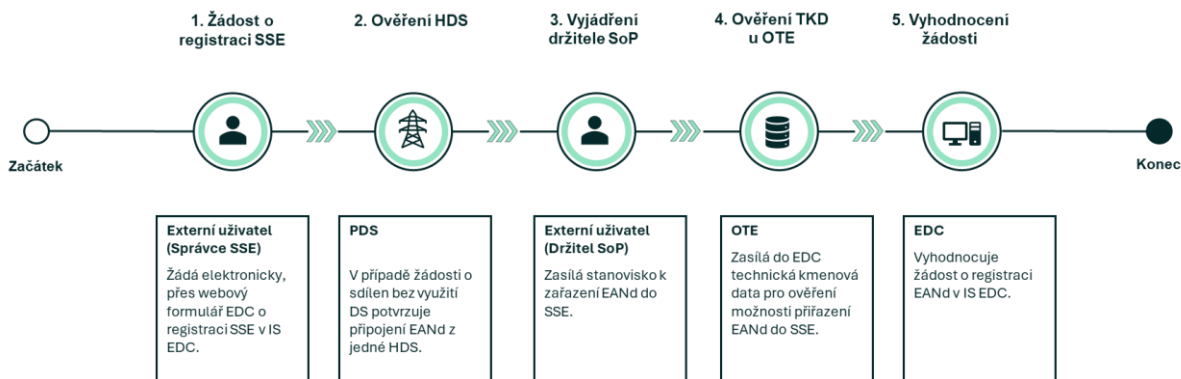 1. Žádost o
registraci SSE
2. Ověření HDS
3. Vyjádření
držitele SoP
4. Ověření TKD
u OTE
5. Vyhodnocení
žádosti
Začátek
Konec
Externí uživatel
(Správce SSE)
Žádá elektronicky,
přes webový
formulář EDC o
registraci SSE v IS
EDC.
PDS
V případě žádosti o
sdílen bez využití
DS potvrzuje
připojení EANd z
jedné HDS.
Externí uživatel
(Držitel SoP)
Zasílá stanovisko k
zařazení EANd do
SSE.
OTE
Zasílá do EDC
technická kmenová
data pro ověření
možnosti přiřazení
EANd do SSE.
EDC
Vyhodnocuje
žádost o registraci
EANd v IS EDC.